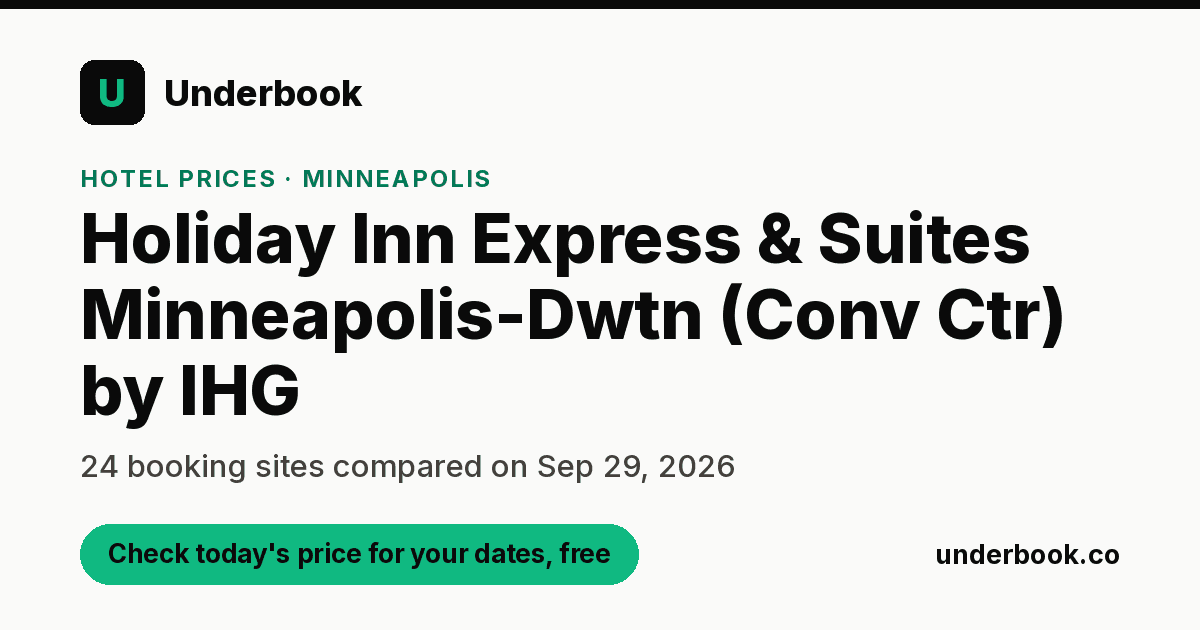 U Underbook
HOTEL PRICES · MINNEAPOLIS
Holiday Inn Express & Suites
Minneapolis-Dwtn (Conv Ctr)
by IHG
24 booking sites compared on Sep 29, 2026
Check today's price for your dates, free
underbook.co